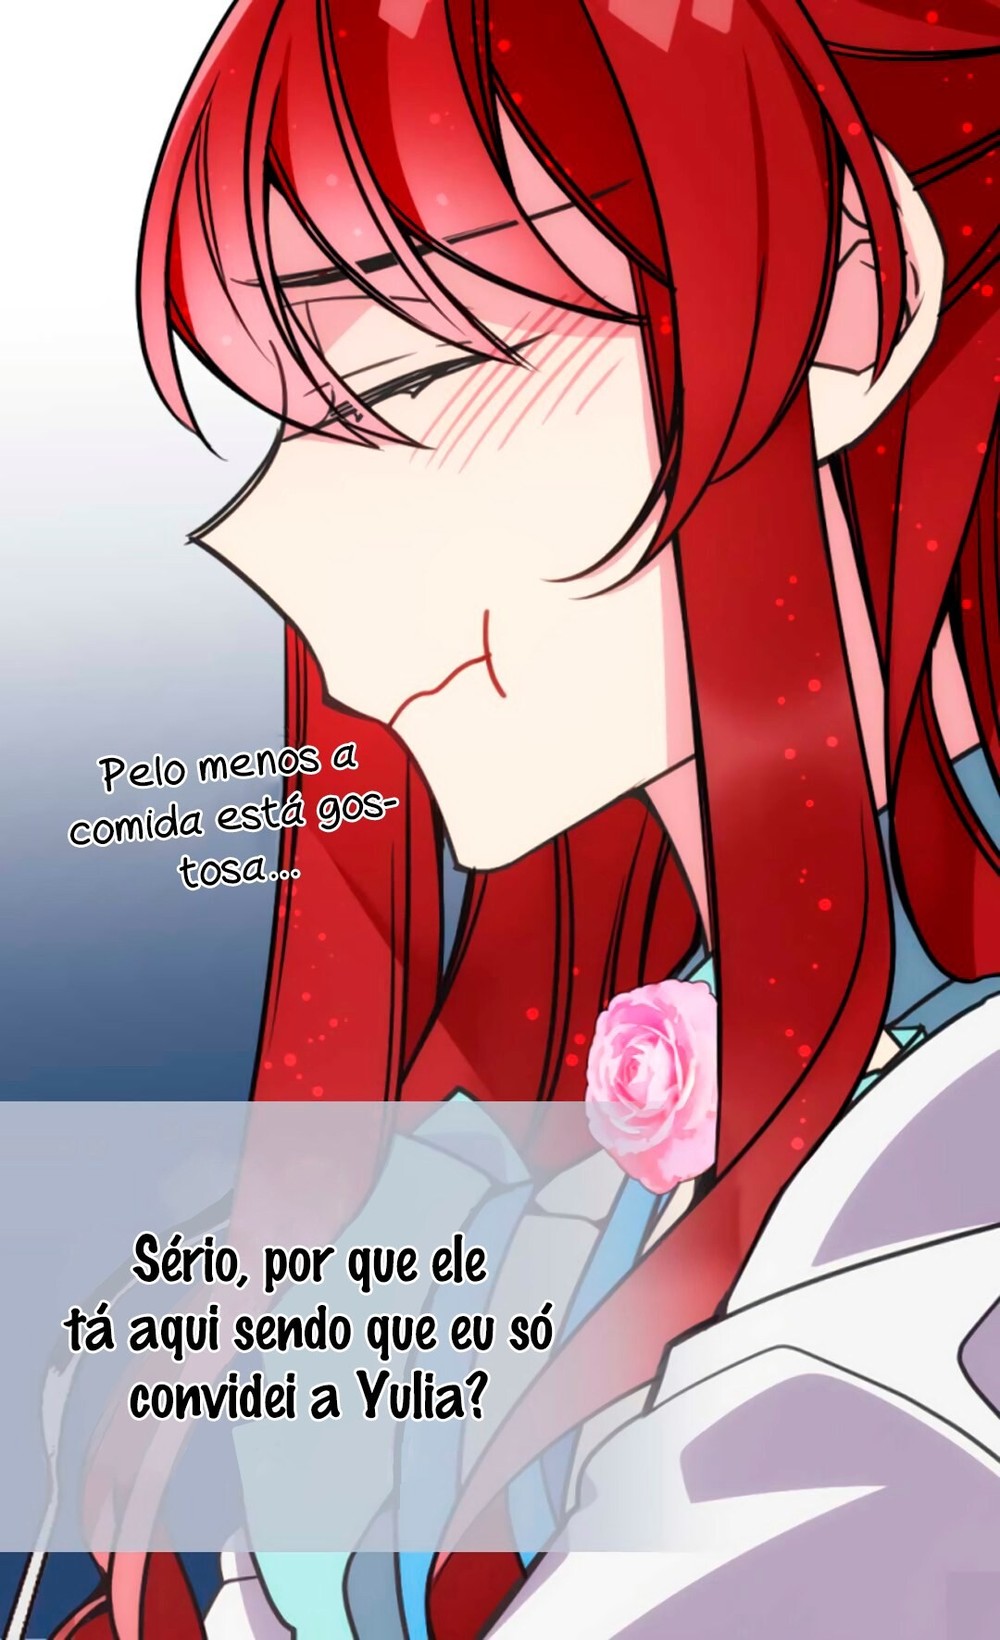 Pelo menos a
comida está gos-
tosa...
Sério, por que ele
tá aqui sendo que eu só
convidei a Yulia?